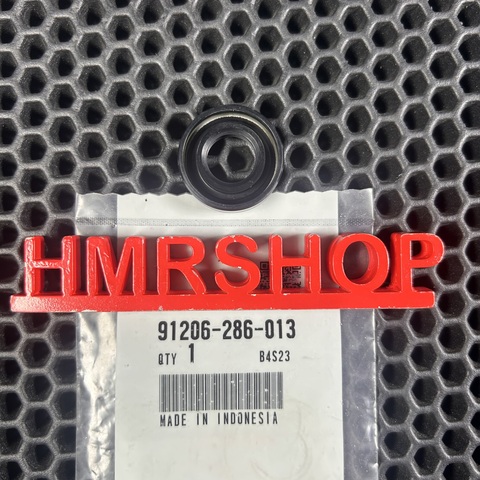 HMRSHOP
91206-286-013
QTY 1 B4S23
MADE IN INDONESIA